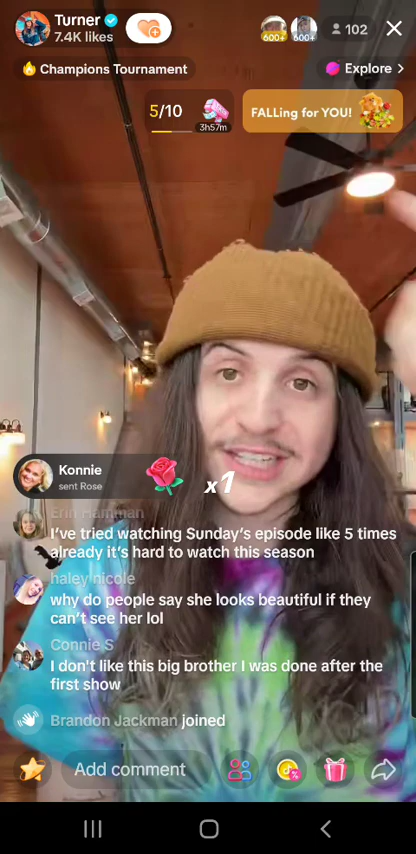 Turner
7.4K likes
600+
600+
102
Champions Tournament
Explore >
5/10
3h57m
FALLing for YOU!
Konnie
sent Rose
x1
Erin Hamman
I've tried watching Sunday's episode like 5 times
already it's hard to watch this season
haley nicole
why do people say she looks beautiful if they
can't see her lol
Connie S
I don't like this big brother I was done after the
first show
Brandon Jackman joined
Add comment